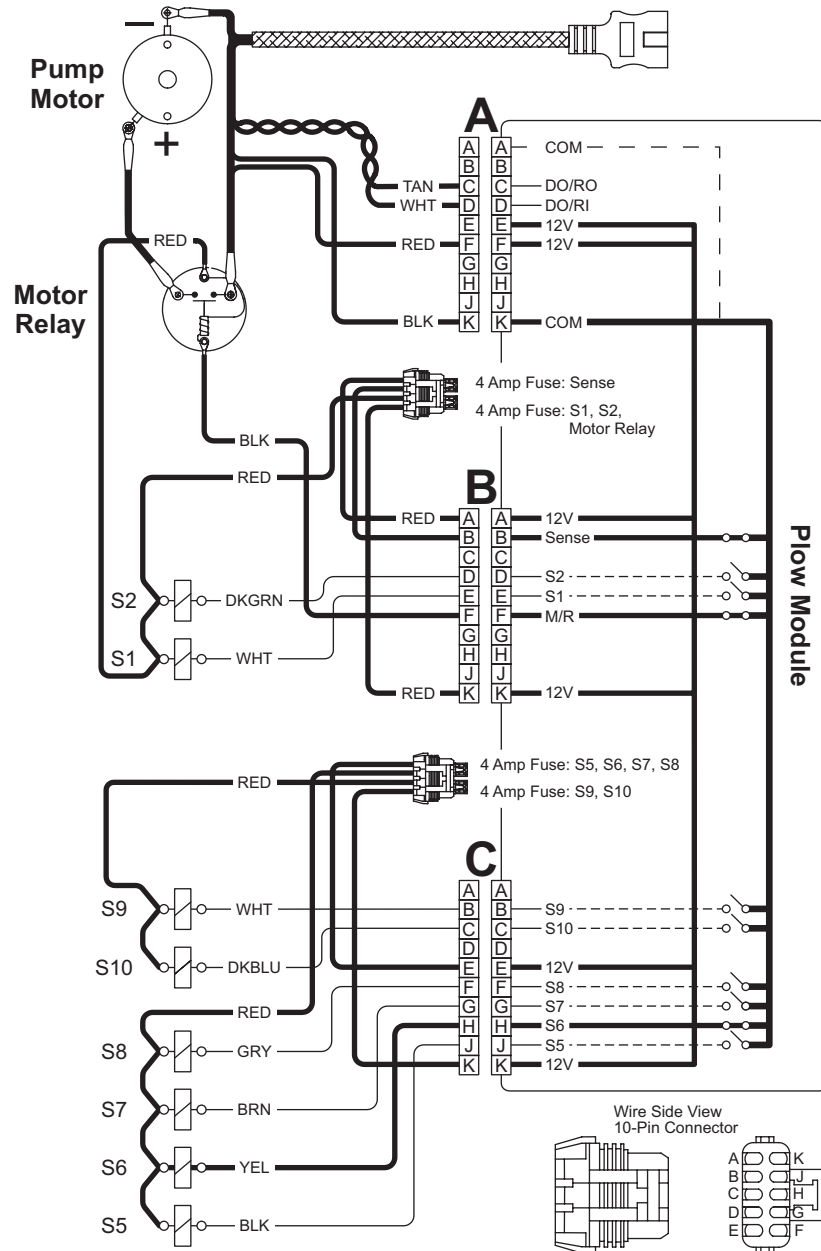 −
Pump
Motor
+
A
A A COM
B B
TAN C C DO/RO
WHT D D DO/RI
E E 12V
RED F F 12V
G G
H H
J J
BLK K K COM
RED
Motor
Relay
4 Amp Fuse: Sense
4 Amp Fuse: S1, S2,
Motor Relay
BLK
RED
B
RED A A 12V
B B Sense
C C
S2 DKGRN D D S2
E E S1
F F M/R
G G
S1 WHT H H
J J
RED K K 12V
Plow Module
4 Amp Fuse: S5, S6, S7, S8
RED
4 Amp Fuse: S9, S10
C
A A
S9 WHT B B S9
C C S10
D D
S10 DKBLU E E 12V
F F S8
RED G G S7
H H S6
S8 GRY J J S5
K K 12V
S7 BRN
Wire Side View
10-Pin Connector
S6 YEL
S5 BLK
A K
B J
C H
D G
E F